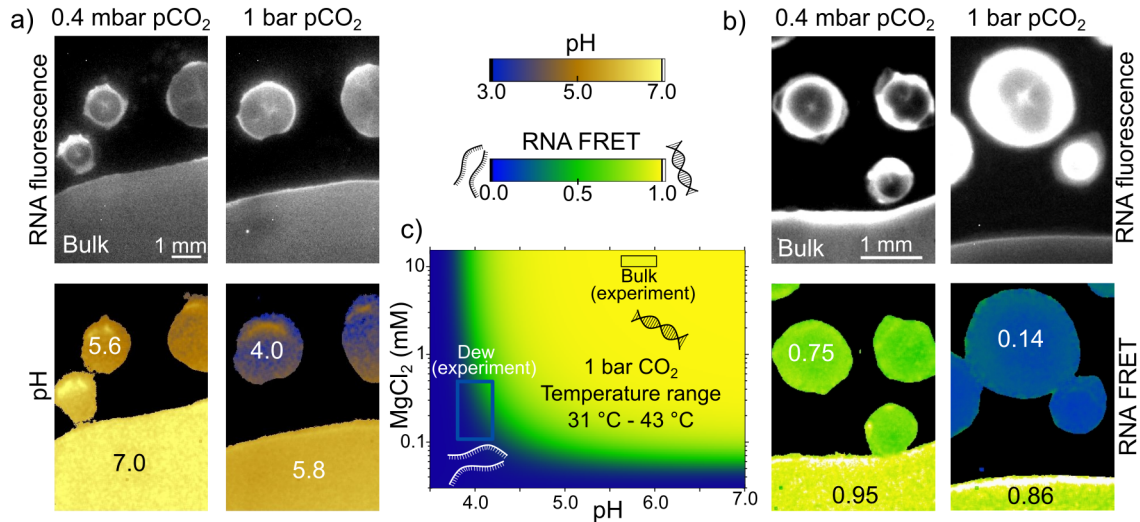 a)
0.4 mbar pCO₂
1 bar pCO₂
RNA fluorescence
Bulk
1 mm
pH
5.6
7.0
4.0
5.8
pH
3.0 5.0 7.0
RNA FRET
0.0 0.5 1.0
c)
MgCl₂ (mM)
10
1
0.1
Bulk
(experiment)
Dew
(experiment)
1 bar CO₂
Temperature range
31 °C - 43 °C
4.0 5.0 6.0 7.0
pH
b)
0.4 mbar pCO₂
1 bar pCO₂
RNA fluorescence
Bulk
1 mm
RNA FRET
0.75
0.95
0.14
0.86